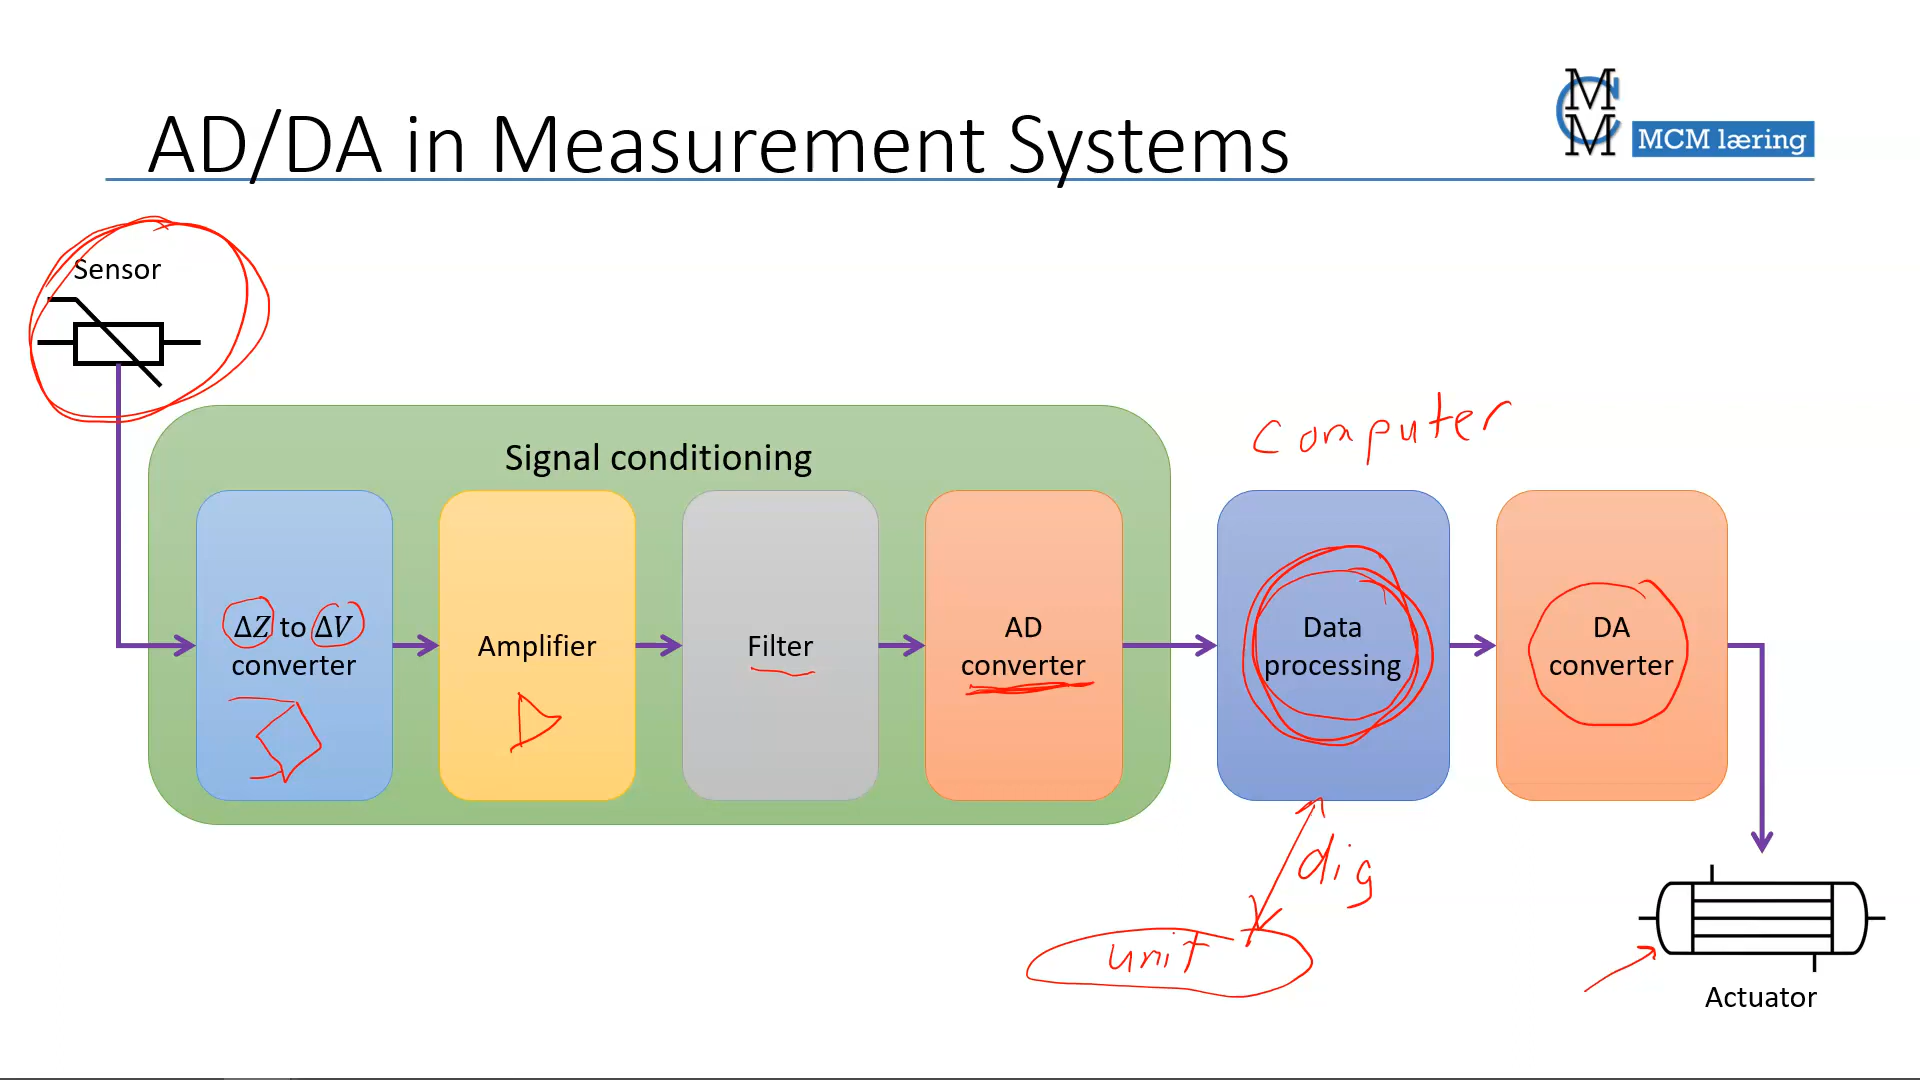 AD/DA in Measurement Systems
MCM
MCM læring
Sensor
Signal conditioning
computer
ΔZ to ΔV
converter
Amplifier
Filter
AD
converter
Data
processing
DA
converter
dig
unit
Actuator